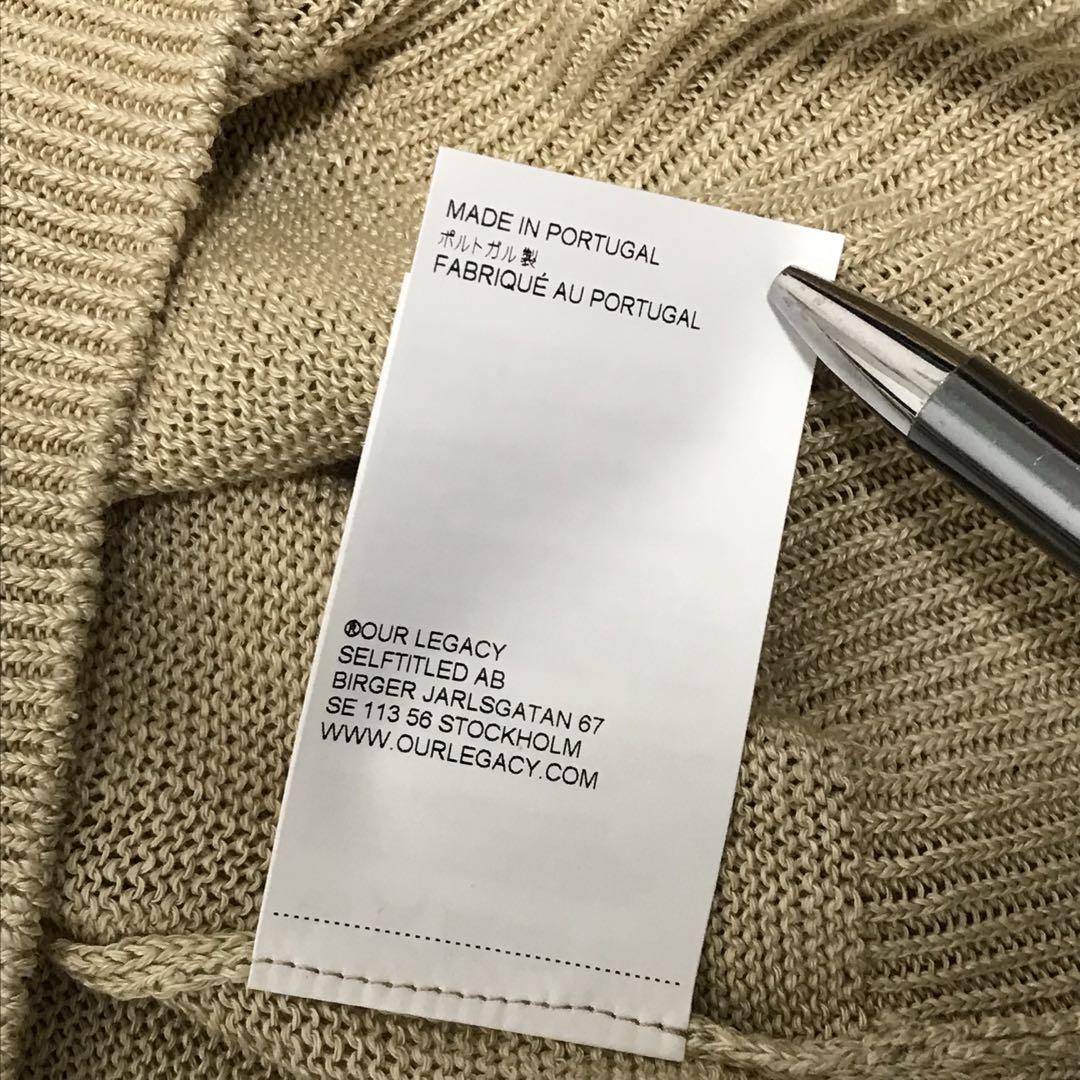 MADE IN PORTUGAL
ポルトガル製
FABRIQUÉ AU PORTUGAL
®OUR LEGACY
SELFTITLED AB
BIRGER JARLSGATAN 67
SE 113 56 STOCKHOLM
WWW.OURLEGACY.COM